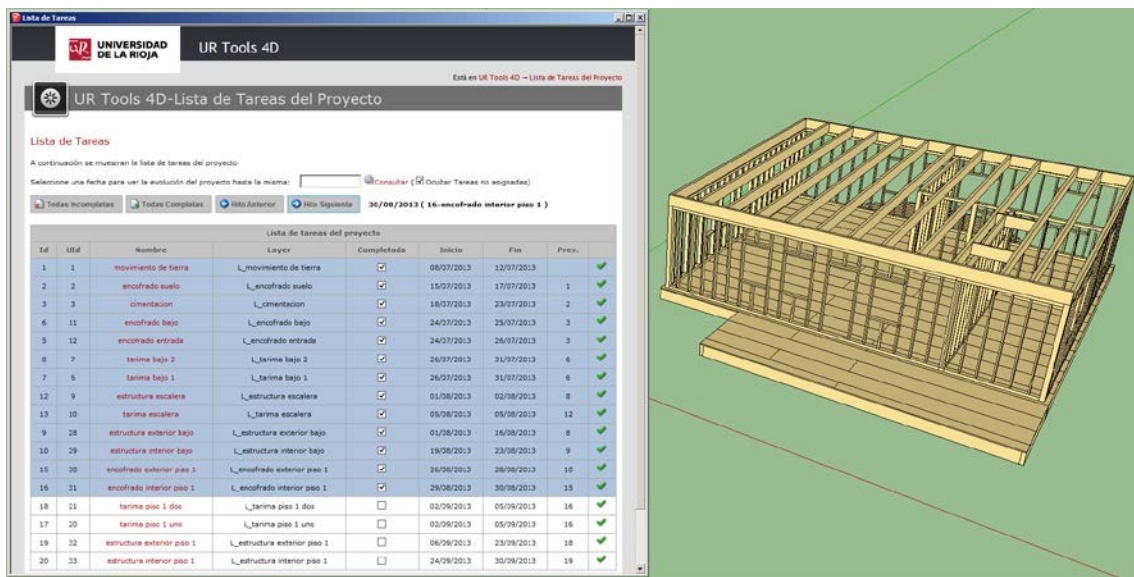 Lista de Tareas
UNIVERSIDAD
DE LA RIOJA
UR Tools 4D
Está en UR Tools 4D → Lista de Tareas del Proyecto
UR Tools 4D-Lista de Tareas del Proyecto
Lista de Tareas
A continuación se muestran la lista de tareas del proyecto
Seleccione una fecha para ver la evolución del proyecto hasta la misma: Consultar ( Ocultar Tareas no asignadas)
Todas Incompletas Todas Completas Hito Anterior Hito Siguiente 30/08/2013 ( 16-encofrado interior piso 1 )
Lista de tareas del proyecto
Id UId Nombre Layer Completada Inicio Fin Prev.
1 1 movimiento de tierra L_movimiento de tierra 08/07/2013 12/07/2013
2 2 encofrado suelo L_encofrado suelo 15/07/2013 17/07/2013 1
3 3 cimentacion L_cimentacion 18/07/2013 23/07/2013 2
6 11 encofrado bajo L_encofrado bajo 24/07/2013 25/07/2013 3
5 12 encofrado entrada L_encofrado entrada 24/07/2013 26/07/2013 3
8 7 tarima bajo 2 L_tarima bajo 2 26/07/2013 31/07/2013 6
7 6 tarima bajo 1 L_tarima bajo 1 26/07/2013 31/07/2013 6
12 9 estructura escalera L_estructura escalera 01/08/2013 02/08/2013 8
13 10 tarima escalera L_tarima escalera 05/08/2013 05/08/2013 12
9 28 estructura exterior bajo L_estructura exterior bajo 01/08/2013 16/08/2013 8
10 29 estructura interior bajo L_estructura interior bajo 19/08/2013 23/08/2013 9
15 30 encofrado exterior piso 1 L_encofrado exterior piso 1 26/08/2013 28/08/2013 10
16 31 encofrado interior piso 1 L_encofrado interior piso 1 29/08/2013 30/08/2013 15
18 21 tarima piso 1 dos L_tarima piso 1 dos 02/09/2013 05/09/2013 16
17 20 tarima piso 1 uno L_tarima piso 1 uno 02/09/2013 05/09/2013 16
19 32 estructura exterior piso 1 L_estructura exterior piso 1 06/09/2013 23/09/2013 18
20 33 estructura interior piso 1 L_estructura interior piso 1 24/09/2013 30/09/2013 19